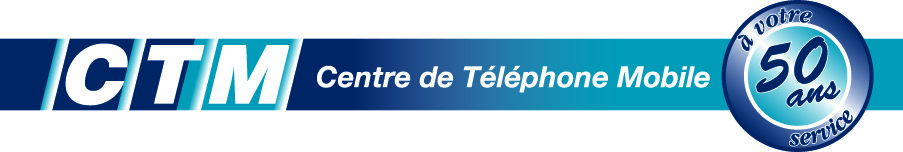 CTM Centre de Téléphone Mobile
à votre
50
ans
service